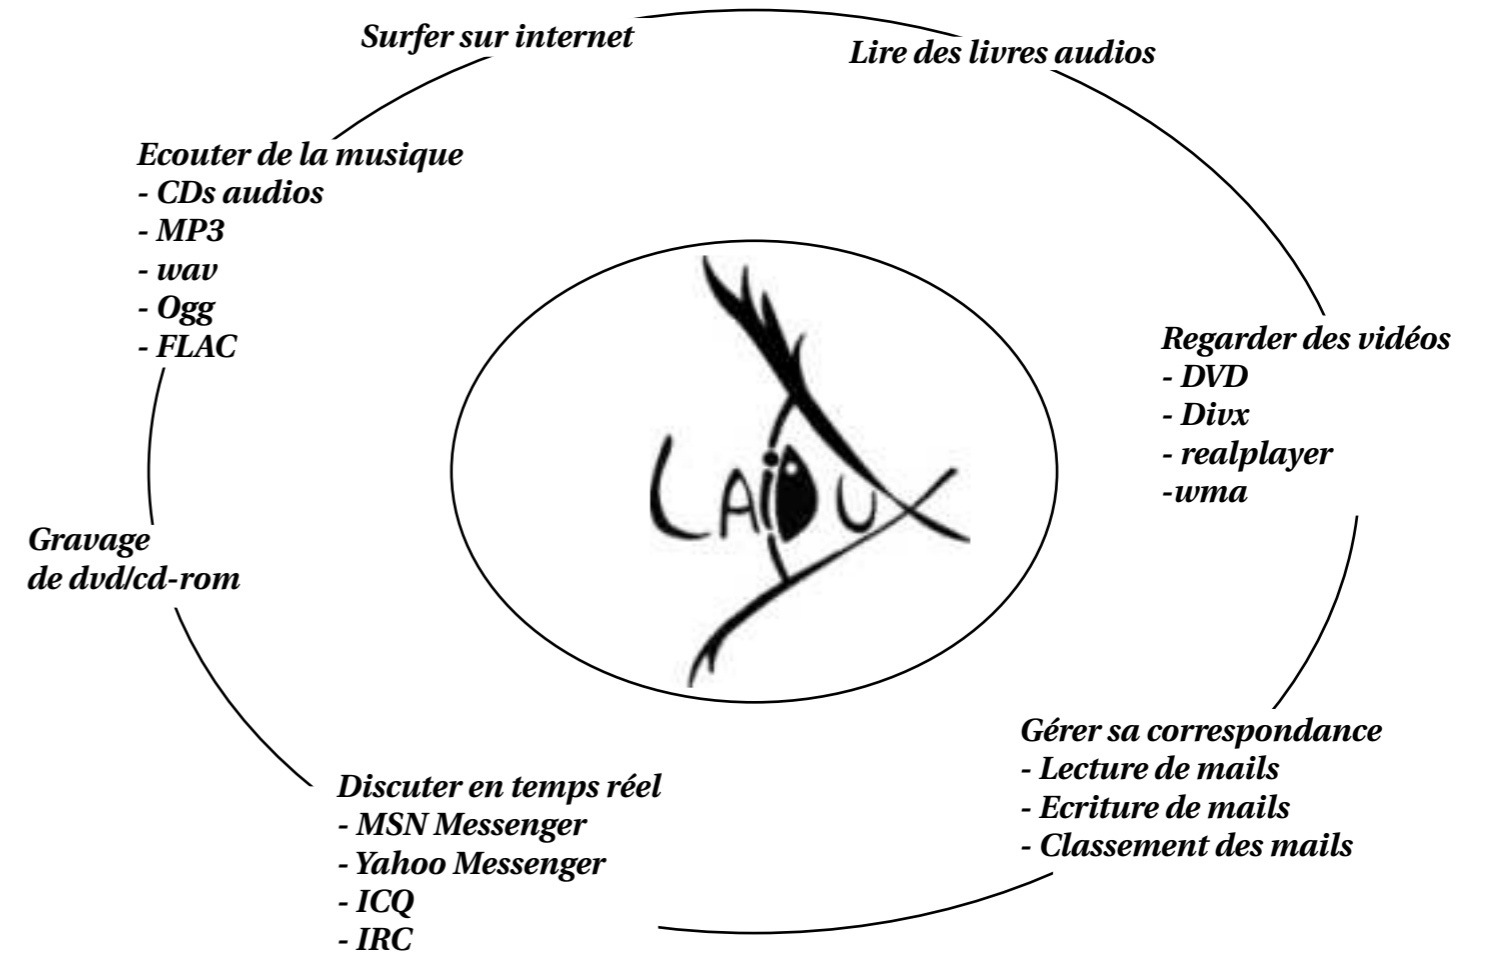 Surfer sur internet
Lire des livres audios
Ecouter de la musique
- CDs audios
- MP3
- wav
- Ogg
- FLAC
Regarder des vidéos
- DVD
- Divx
- realplayer
-wma
LAiOUX
Gravage
de dvd/cd-rom
Gérer sa correspondance
- Lecture de mails
- Ecriture de mails
- Classement des mails
Discuter en temps réel
- MSN Messenger
- Yahoo Messenger
- ICQ
- IRC